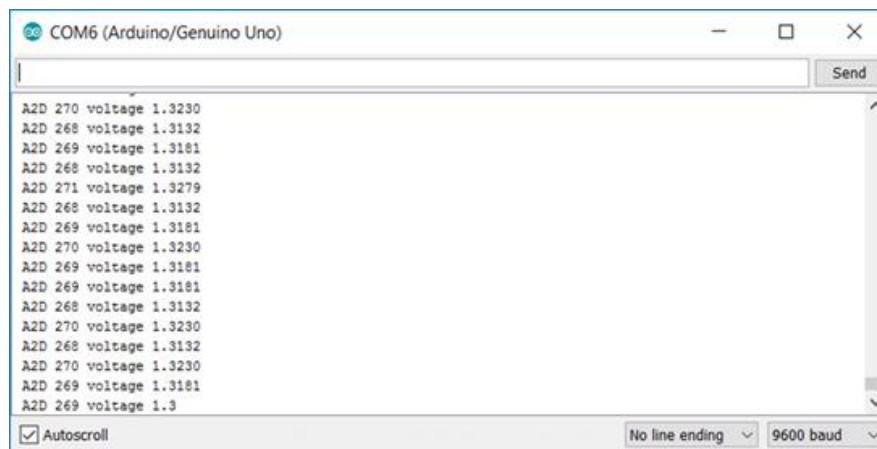 COM6 (Arduino/Genuino Uno)
Send
A2D 270 voltage 1.3230
A2D 268 voltage 1.3132
A2D 269 voltage 1.3181
A2D 268 voltage 1.3132
A2D 271 voltage 1.3279
A2D 268 voltage 1.3132
A2D 269 voltage 1.3181
A2D 270 voltage 1.3230
A2D 269 voltage 1.3181
A2D 269 voltage 1.3181
A2D 268 voltage 1.3132
A2D 270 voltage 1.3230
A2D 268 voltage 1.3132
A2D 270 voltage 1.3230
A2D 269 voltage 1.3181
A2D 269 voltage 1.3
Autoscroll No line ending 9600 baud